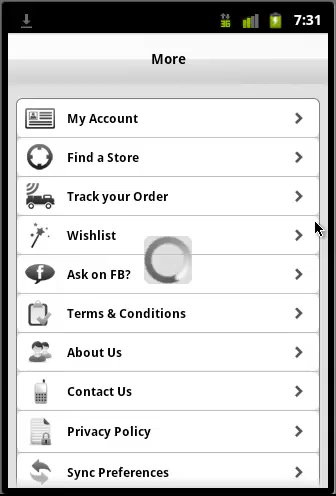 3G
7:31
More
My Account
Find a Store
Track your Order
Wishlist
f
Ask on FB?
Terms & Conditions
About Us
Contact Us
Privacy Policy
Sync Preferences